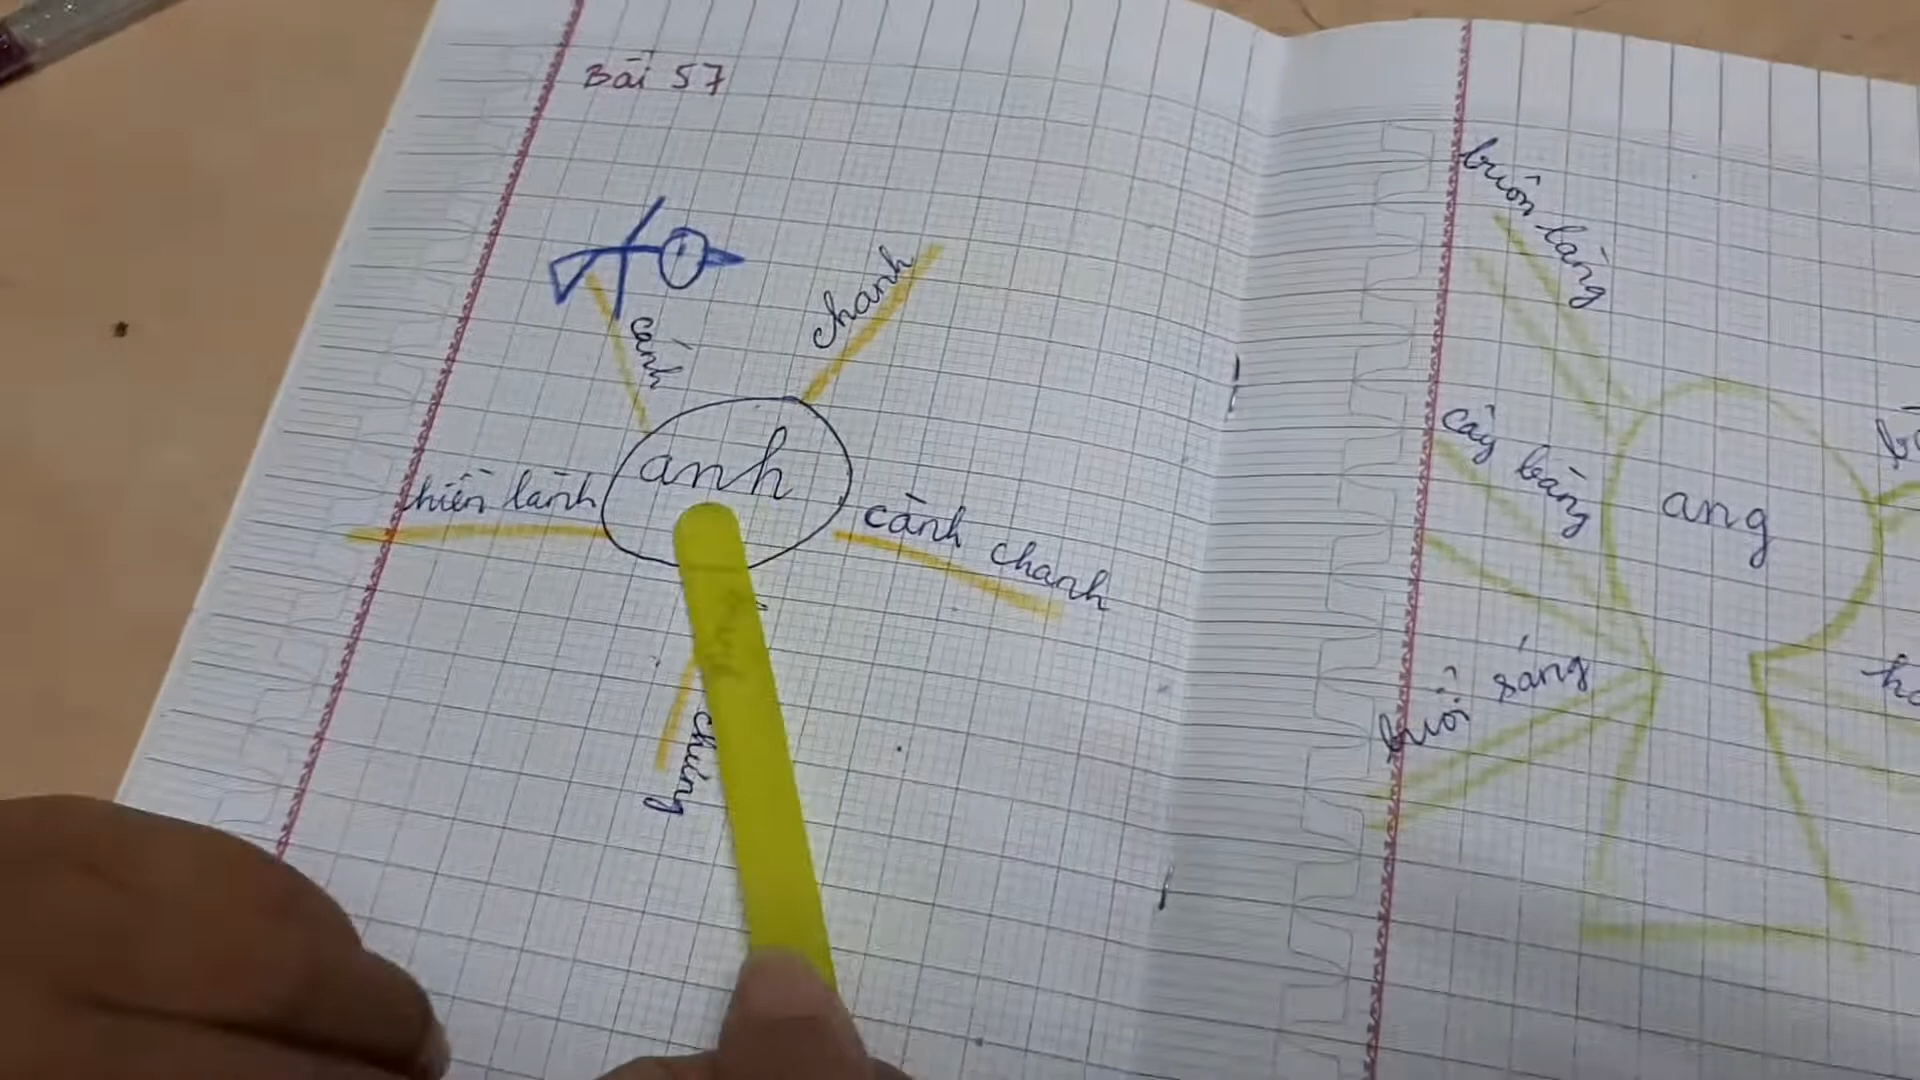 Bài 57
cánh
chanh
anh
hiền lành
cành chanh
buôn làng
cây bàng
ang
buổi sáng